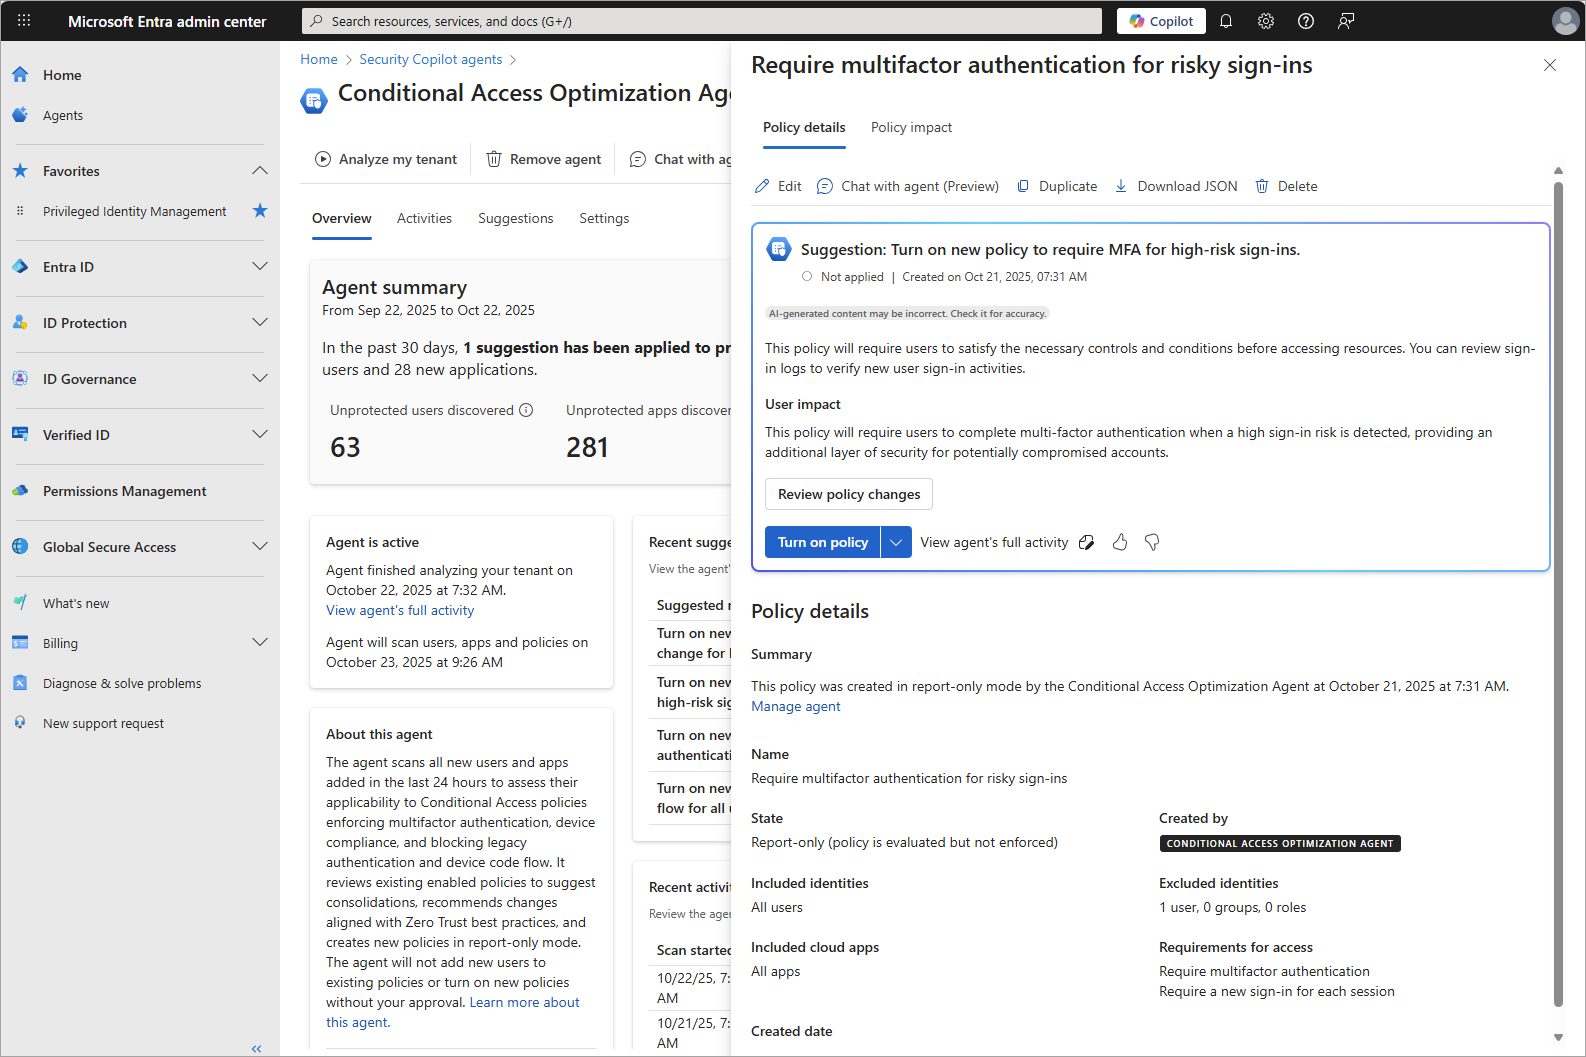 Microsoft Entra admin center
Search resources, services, and docs (G+/)
Copilot
Home
Agents
Favorites
Privileged Identity Management
Entra ID
ID Protection
ID Governance
Verified ID
Permissions Management
Global Secure Access
What's new
Billing
Diagnose & solve problems
New support request
Home
Security Copilot agents
Conditional Access Optimization Age
Analyze my tenant
Remove agent
Chat with ag
Overview
Activities
Suggestions
Settings
Agent summary
From Sep 22, 2025 to Oct 22, 2025
In the past 30 days, 1 suggestion has been applied to pr
users and 28 new applications.
Unprotected users discovered
Unprotected apps discover
63
281
Agent is active
Agent finished analyzing your tenant on
October 22, 2025 at 7:32 AM.
View agent's full activity
Agent will scan users, apps and policies on
October 23, 2025 at 9:26 AM
About this agent
The agent scans all new users and apps
added in the last 24 hours to assess their
applicability to Conditional Access policies
enforcing multifactor authentication, device
compliance, and blocking legacy
authentication and device code flow. It
reviews existing enabled policies to suggest
consolidations, recommends changes
aligned with Zero Trust best practices, and
creates new policies in report-only mode.
The agent will not add new users to
existing policies or turn on new policies
without your approval. Learn more about
this agent.
Recent sugge
View the agent'
Suggested r
Turn on new
change for
Turn on new
high-risk sig
Turn on new
authenticati
Turn on new
flow for all u
Recent activi
Review the agen
Scan started
10/22/25, 7:
AM
10/21/25, 7:
AM
Require multifactor authentication for risky sign-ins
Policy details
Policy impact
Edit
Chat with agent (Preview)
Duplicate
Download JSON
Delete
Suggestion: Turn on new policy to require MFA for high-risk sign-ins.
Not applied | Created on Oct 21, 2025, 07:31 AM
AI-generated content may be incorrect. Check it for accuracy.
This policy will require users to satisfy the necessary controls and conditions before accessing resources. You can review sign-
in logs to verify new user sign-in activities.
User impact
This policy will require users to complete multi-factor authentication when a high sign-in risk is detected, providing an
additional layer of security for potentially compromised accounts.
Review policy changes
Turn on policy
View agent's full activity
Policy details
Summary
This policy was created in report-only mode by the Conditional Access Optimization Agent at October 21, 2025 at 7:31 AM.
Manage agent
Name
Require multifactor authentication for risky sign-ins
State
Report-only (policy is evaluated but not enforced)
Created by
CONDITIONAL ACCESS OPTIMIZATION AGENT
Included identities
All users
Excluded identities
1 user, 0 groups, 0 roles
Included cloud apps
All apps
Requirements for access
Require multifactor authentication
Require a new sign-in for each session
Created date